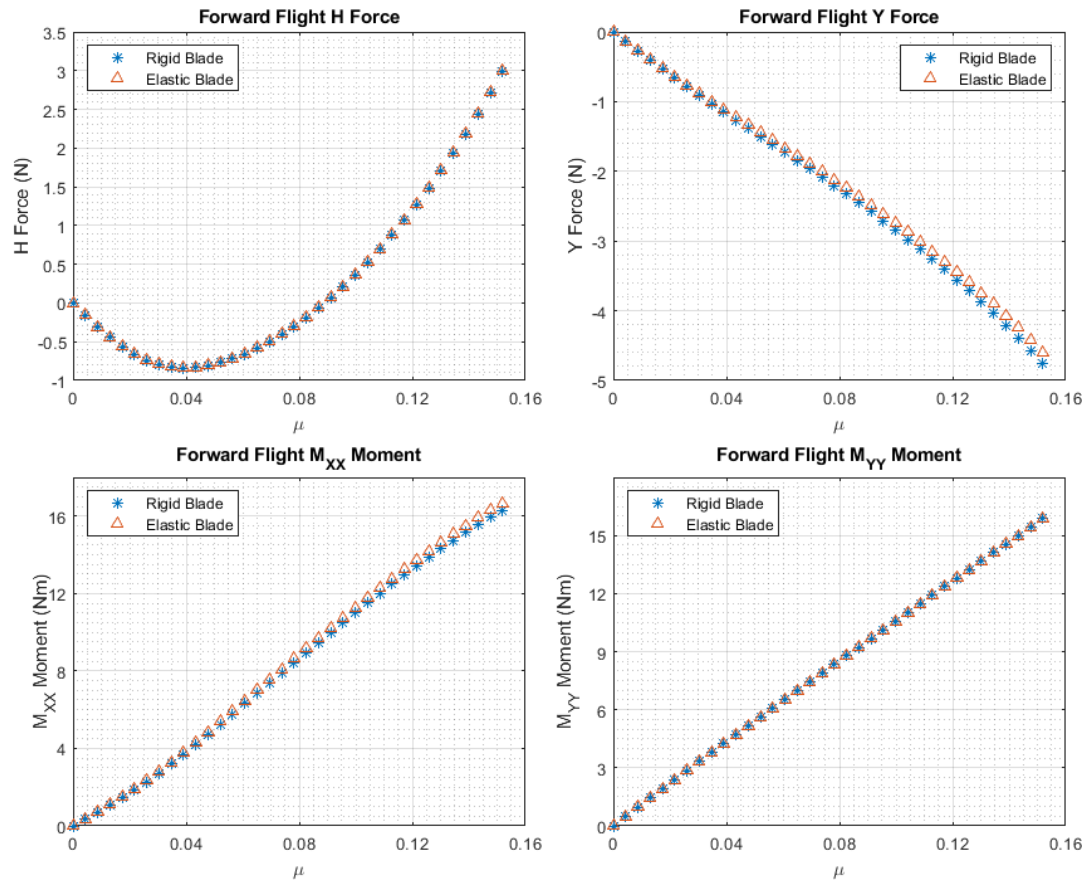 Forward Flight H Force
H Force (N)
3.5
3
2.5
2
1.5
1
0.5
0
-0.5
-1
Rigid Blade
Elastic Blade
0
0.04
0.08
0.12
0.16
μ
Forward Flight Y Force
Y Force (N)
0
-1
-2
-3
-4
-5
Rigid Blade
Elastic Blade
0
0.04
0.08
0.12
0.16
μ
Forward Flight M_XX Moment
M_XX Moment (Nm)
16
12
8
4
0
Rigid Blade
Elastic Blade
0
0.04
0.08
0.12
0.16
μ
Forward Flight M_YY Moment
M_YY Moment (Nm)
15
12
9
6
3
0
Rigid Blade
Elastic Blade
0
0.04
0.08
0.12
0.16
μ